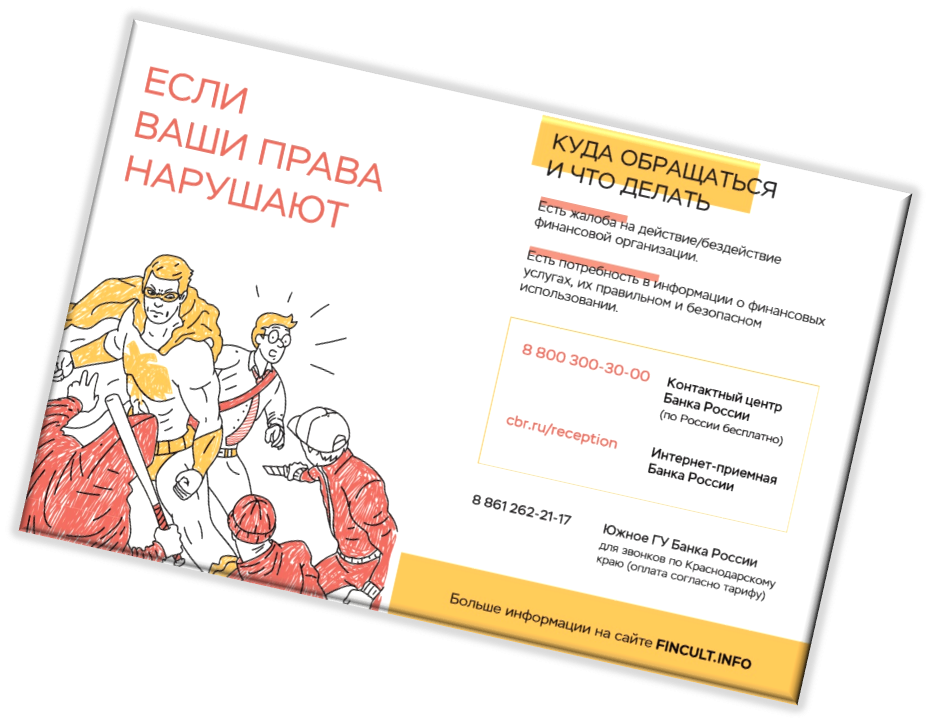 ЕСЛИ
ВАШИ ПРАВА
НАРУШАЮТ
КУДА ОБРАЩАТЬСЯ
И ЧТО ДЕЛАТЬ
Есть жалоба на действие/бездействие
финансовой организации.
Есть потребность в информации о финансовых
услугах, их правильном и безопасном
использовании.
8 800 300-30-00
Контактный центр
Банка России
(по России бесплатно)
cbr.ru/reception
Интернет-приемная
Банка России
8 861 262-21-17
Южное ГУ Банка России
для звонков по Краснодарскому
краю (оплата согласно тарифу)
Больше информации на сайте FINCULT.INFO